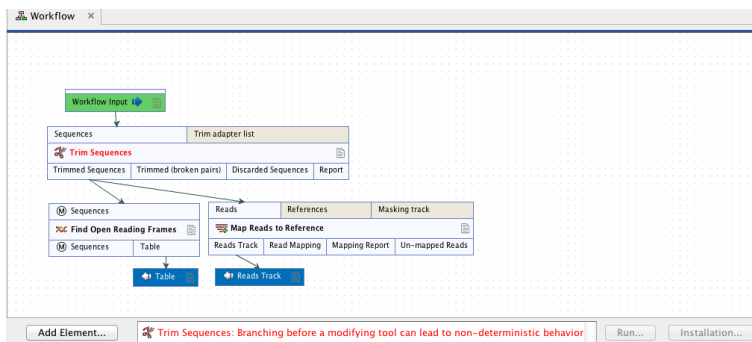 Workflow ×
Workflow Input
Sequences Trim adapter list
Trim Sequences
Trimmed Sequences Trimmed (broken pairs) Discarded Sequences Report
M Sequences
Find Open Reading Frames
M Sequences Table
Reads References Masking track
Map Reads to Reference
Reads Track Read Mapping Mapping Report Un-mapped Reads
Table
Reads Track
Add Element... Trim Sequences: Branching before a modifying tool can lead to non-deterministic behavior Run... Installation...